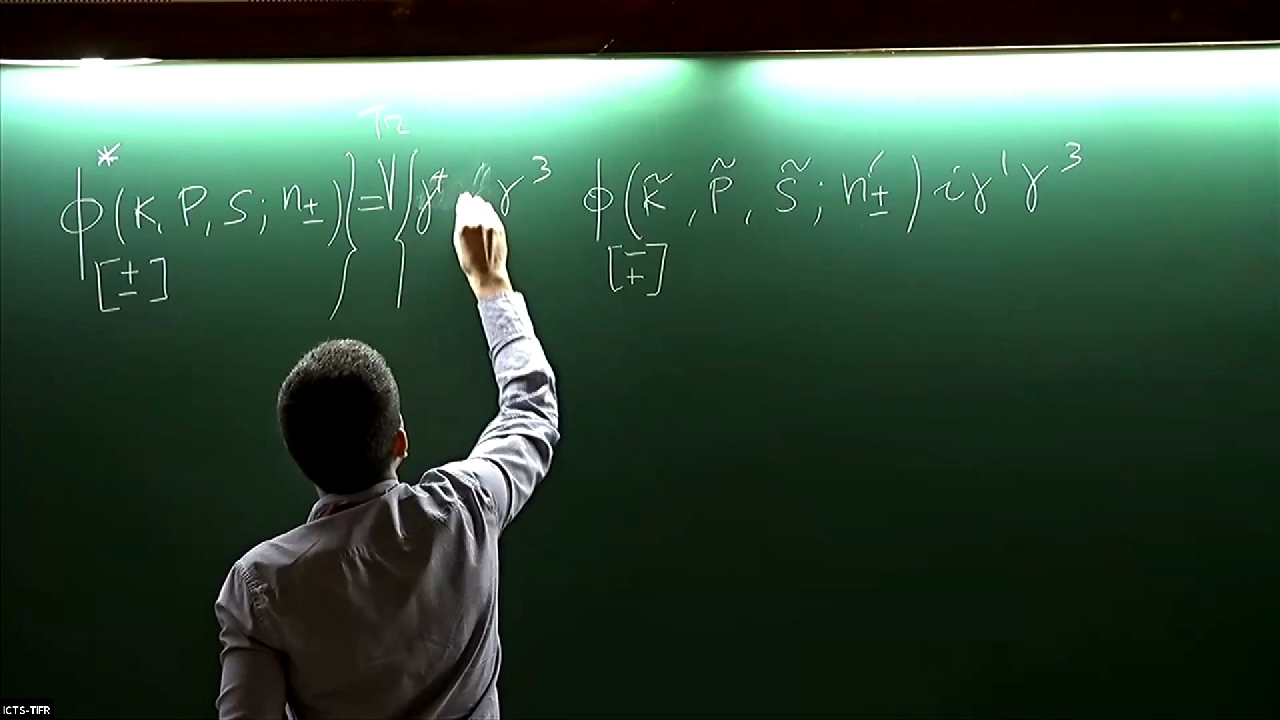 Tr
ϕ*(K, P, S; n±)} = V{γ⁺ γ³ ϕ(K̃, P̃, S̃; n′±) iγ¹γ³
[±] [∓]
ICTS-TIFR